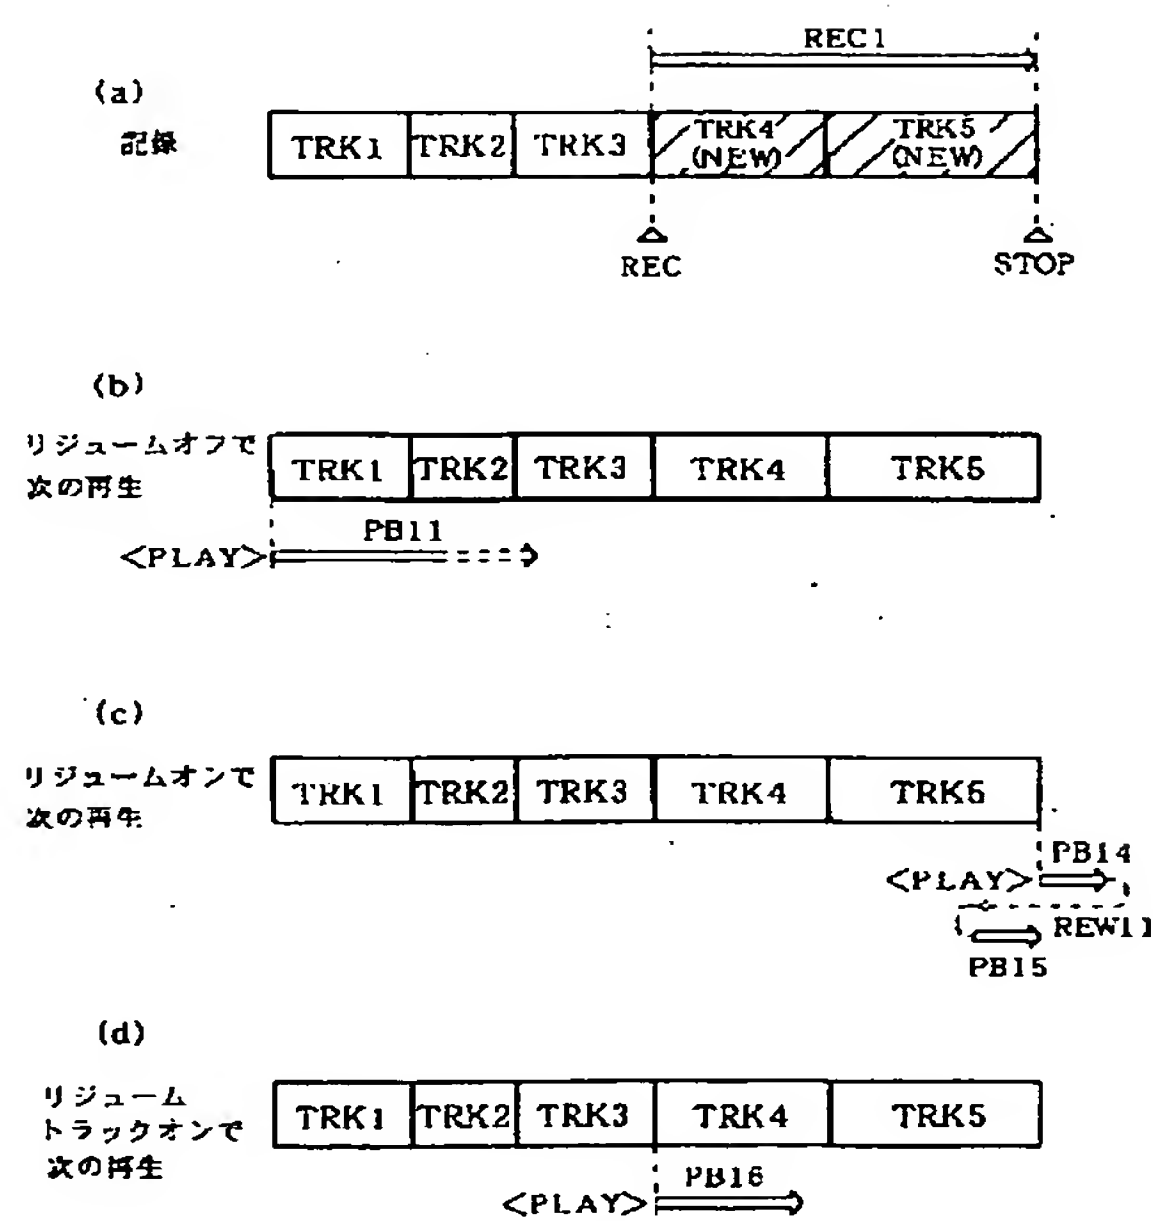 REC1
(a)
記録
TRK1 TRK2 TRK3 TRK4 (NEW) TRK5 (NEW)
REC STOP
(b)
リジュームオフで
次の再生
TRK1 TRK2 TRK3 TRK4 TRK5
PB11
<PLAY>
(c)
リジュームオンで
次の再生
TRK1 TRK2 TRK3 TRK4 TRK5
PB14
<PLAY>
REW11
PB15
(d)
リジューム
トラックオンで
次の再生
TRK1 TRK2 TRK3 TRK4 TRK5
PB16
<PLAY>